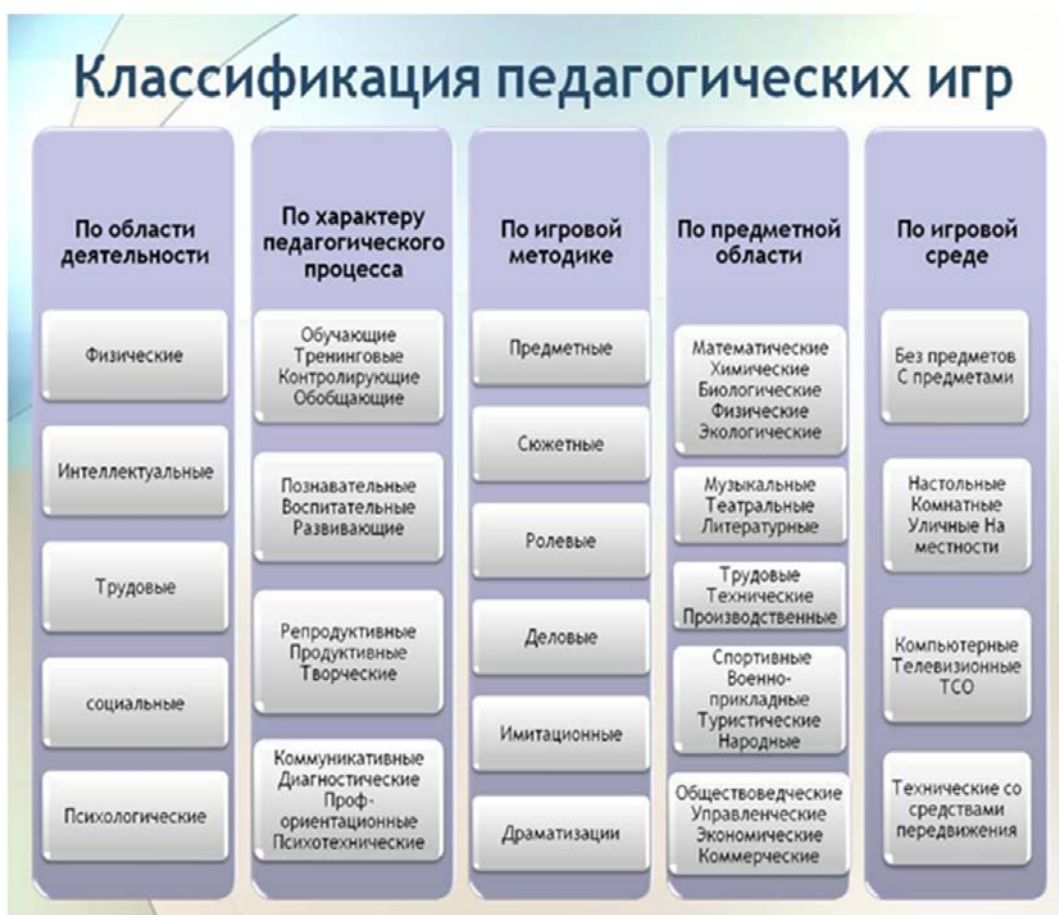 Классификация педагогических игр
По области
деятельности
Физические
Интеллектуальные
Трудовые
социальные
Психологические
По характеру
педагогического
процесса
Обучающие
Тренинговые
Контролирующие
Обобщающие
Познавательные
Воспитательные
Развивающие
Репродуктивные
Продуктивные
Творческие
Коммуникативные
Диагностические
Проф-
ориентационные
Психотехнические
По игровой
методике
Предметные
Сюжетные
Ролевые
Деловые
Имитационные
Драматизации
По предметной
области
Математические
Химические
Биологические
Физические
Экологические
Музыкальные
Театральные
Литературные
Трудовые
Технические
Производственные
Спортивные
Военно-
прикладные
Туристические
Народные
Обществоведческие
Управленческие
Экономические
Коммерческие
По игровой
среде
Без предметов
С предметами
Настольные
Комнатные
Уличные На
местности
Компьютерные
Телевизионные
ТСО
Технические со
средствами
передвижения